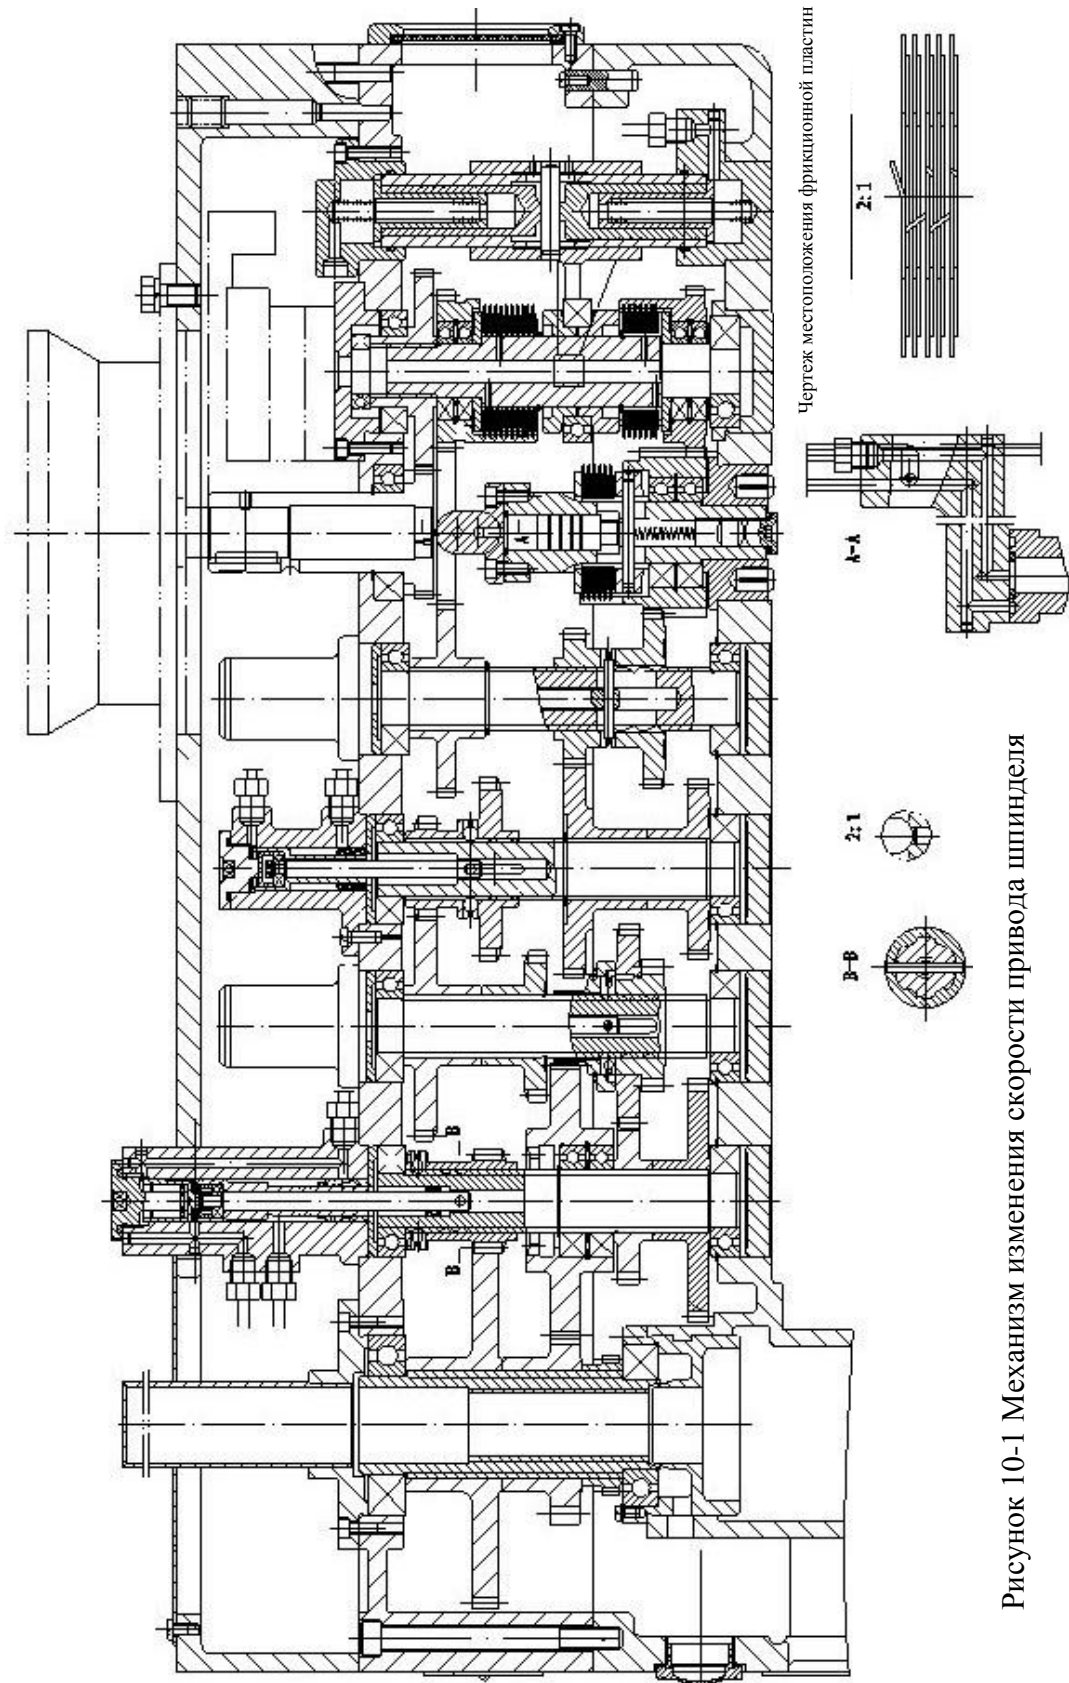 Чертеж местоположения фрикционной пластин
2:1
A-A
A
2:1
B-B
B
B
Рисунок 10-1 Механизм изменения скорости привода шпинделя